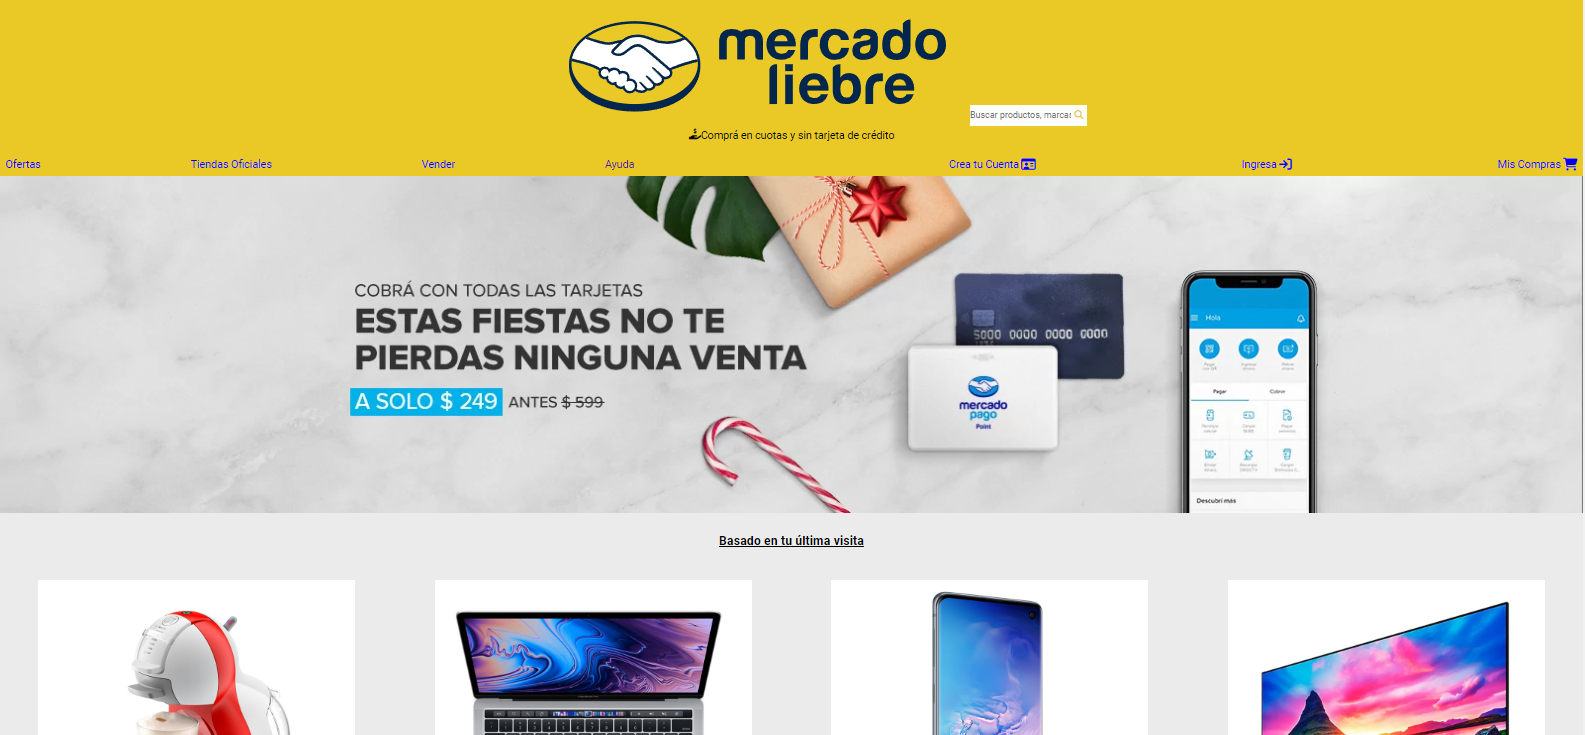 mercado
liebre
Buscar productos, marcas
Comprá en cuotas y sin tarjeta de crédito
Ofertas Tiendas Oficiales Vender Ayuda Crea tu Cuenta Ingresa Mis Compras
COBRÁ CON TODAS LAS TARJETAS
ESTAS FIESTAS NO TE
PIERDAS NINGUNA VENTA
A SOLO $ 249 ANTES $ 599
5000 0000 0000 0000
mercado
pago
Point
Hola
Pagar Cobrar
Descubrí más
Basado en tu última visita